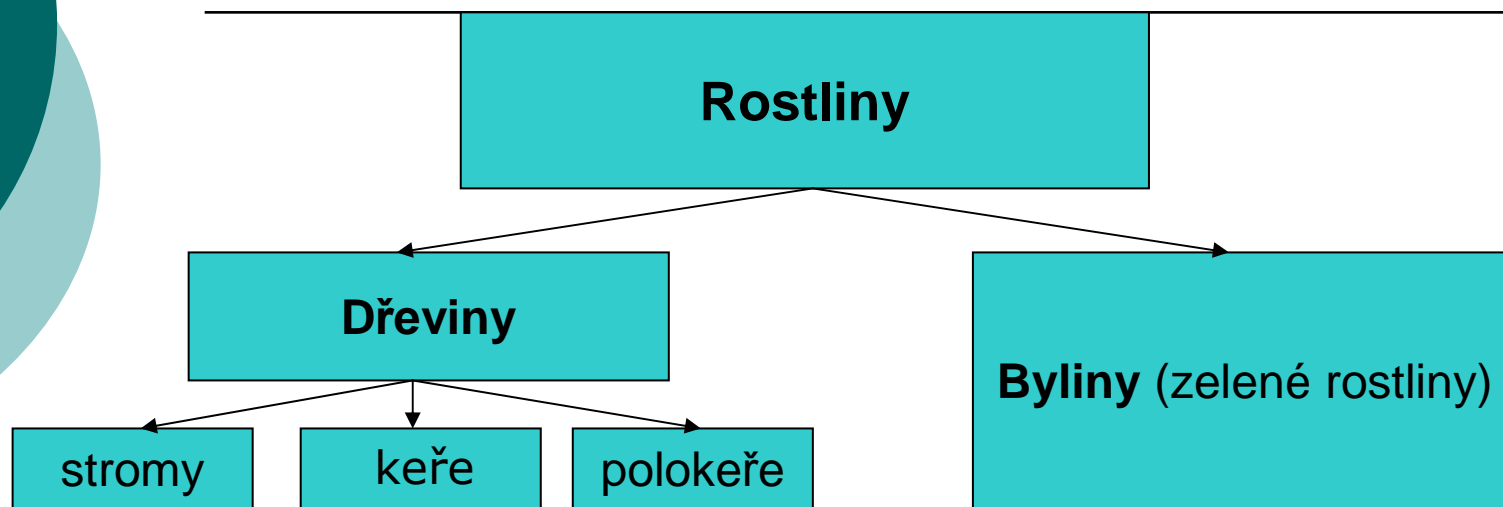 Rostliny
Dřeviny
Byliny (zelené rostliny)
stromy
keře
polokeře